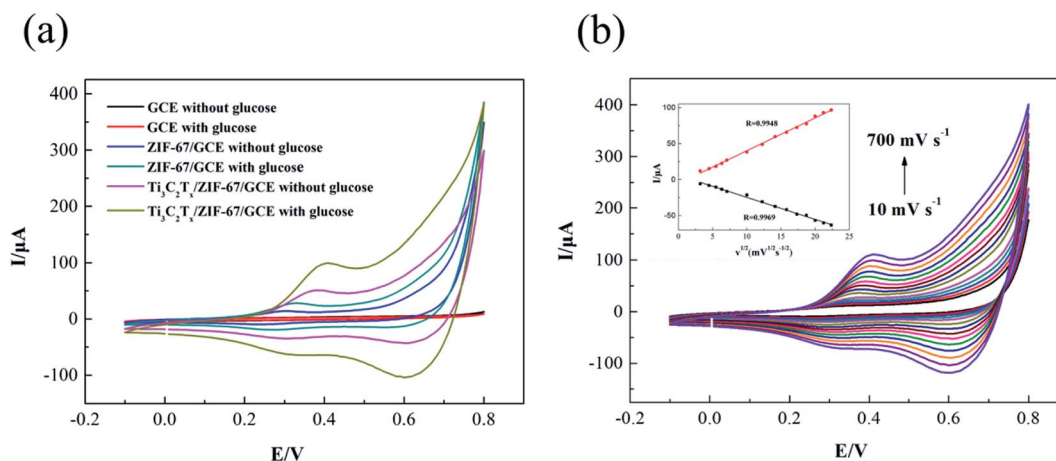 (a)
(b)
400
300
200
100
0
-100
-0.2
0.0
0.2
0.4
0.6
0.8
I/μA
E/V
GCE without glucose
GCE with glucose
ZIF-67/GCE without glucose
ZIF-67/GCE with glucose
Ti₃C₂Tₓ/ZIF-67/GCE without glucose
Ti₃C₂Tₓ/ZIF-67/GCE with glucose
400
300
200
100
0
-100
-0.2
0.0
0.2
0.4
0.6
0.8
I/μA
E/V
100
50
0
-50
0
5
10
15
20
25
I/μA
v¹/²(mV¹/²s⁻¹/²)
R=0.9948
R=0.9969
700 mV s⁻¹
10 mV s⁻¹